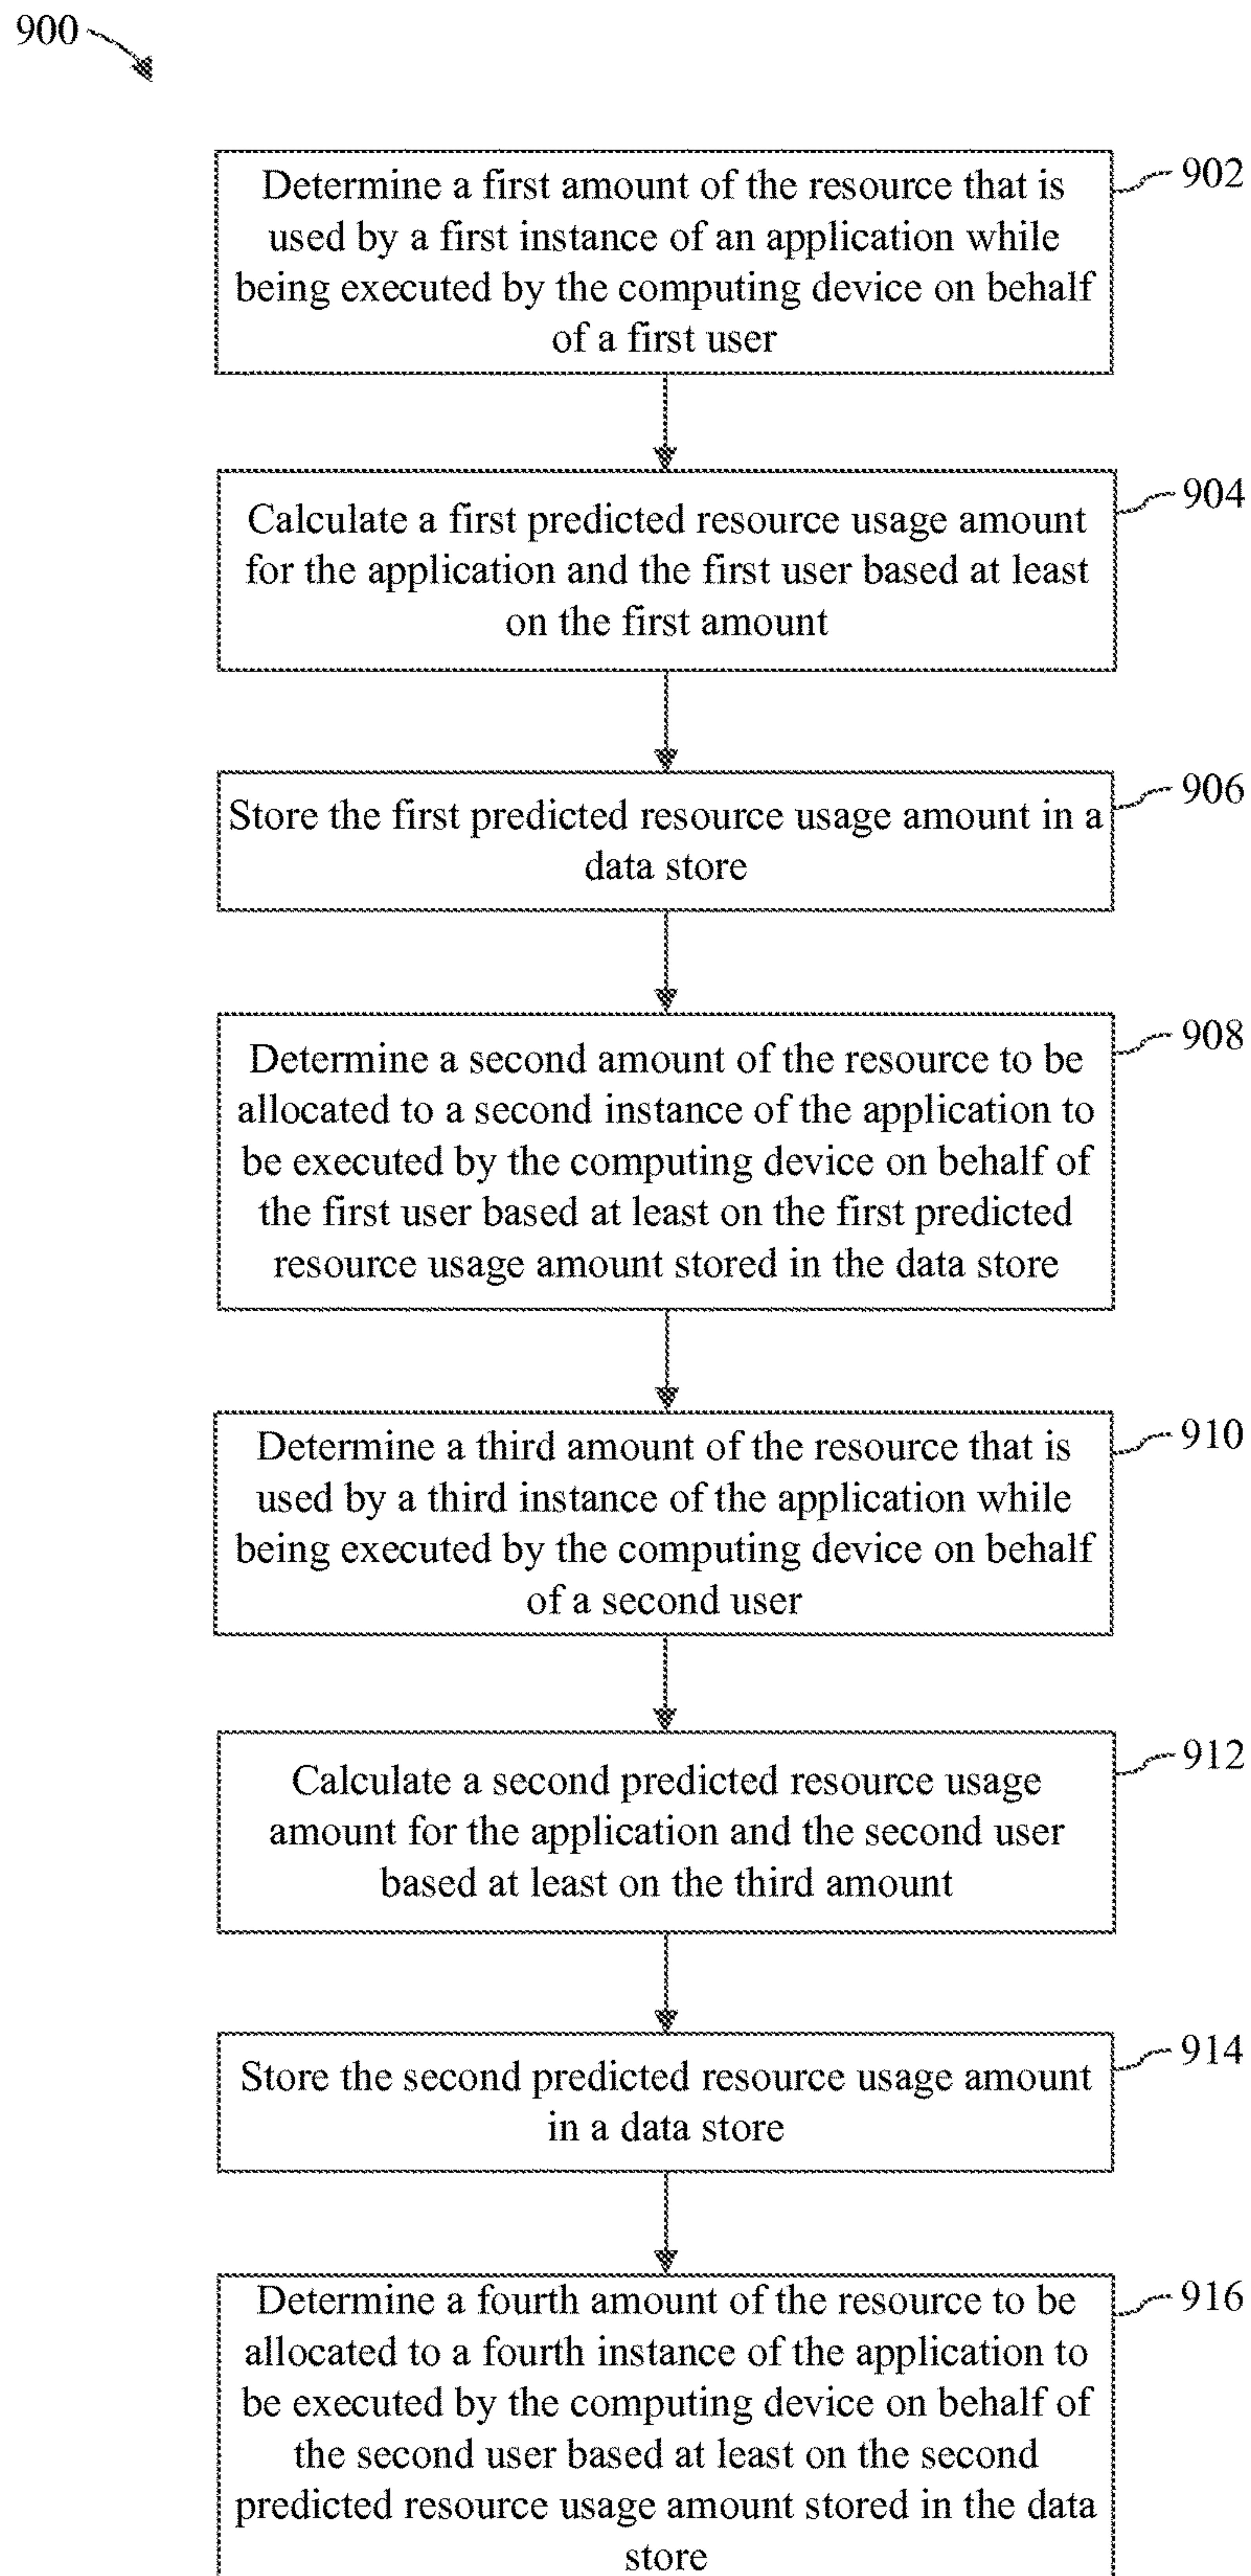 900
Determine a first amount of the resource that is
used by a first instance of an application while
being executed by the computing device on behalf
of a first user
902
Calculate a first predicted resource usage amount
for the application and the first user based at least
on the first amount
904
Store the first predicted resource usage amount in a
data store
906
Determine a second amount of the resource to be
allocated to a second instance of the application to
be executed by the computing device on behalf of
the first user based at least on the first predicted
resource usage amount stored in the data store
908
Determine a third amount of the resource that is
used by a third instance of the application while
being executed by the computing device on behalf
of a second user
910
Calculate a second predicted resource usage
amount for the application and the second user
based at least on the third amount
912
Store the second predicted resource usage amount
in a data store
914
Determine a fourth amount of the resource to be
allocated to a fourth instance of the application to
be executed by the computing device on behalf of
the second user based at least on the second
predicted resource usage amount stored in the data
store
916